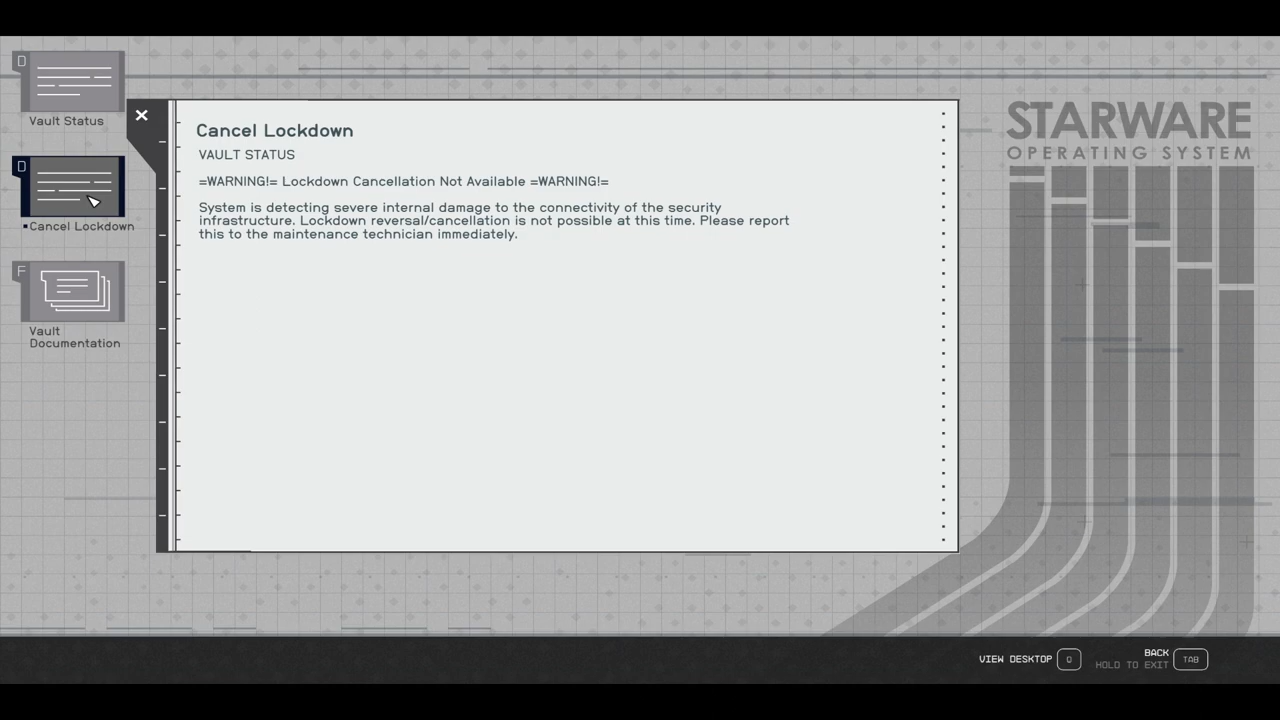 D
Vault Status
D
Cancel Lockdown
F
Vault
Documentation
Cancel Lockdown
VAULT STATUS
=WARNING!= Lockdown Cancellation Not Available =WARNING!=
System is detecting severe internal damage to the connectivity of the security
infrastructure. Lockdown reversal/cancellation is not possible at this time. Please report
this to the maintenance technician immediately.
STARWARE
OPERATING SYSTEM
VIEW DESKTOP Q
BACK
HOLD TO EXIT TAB